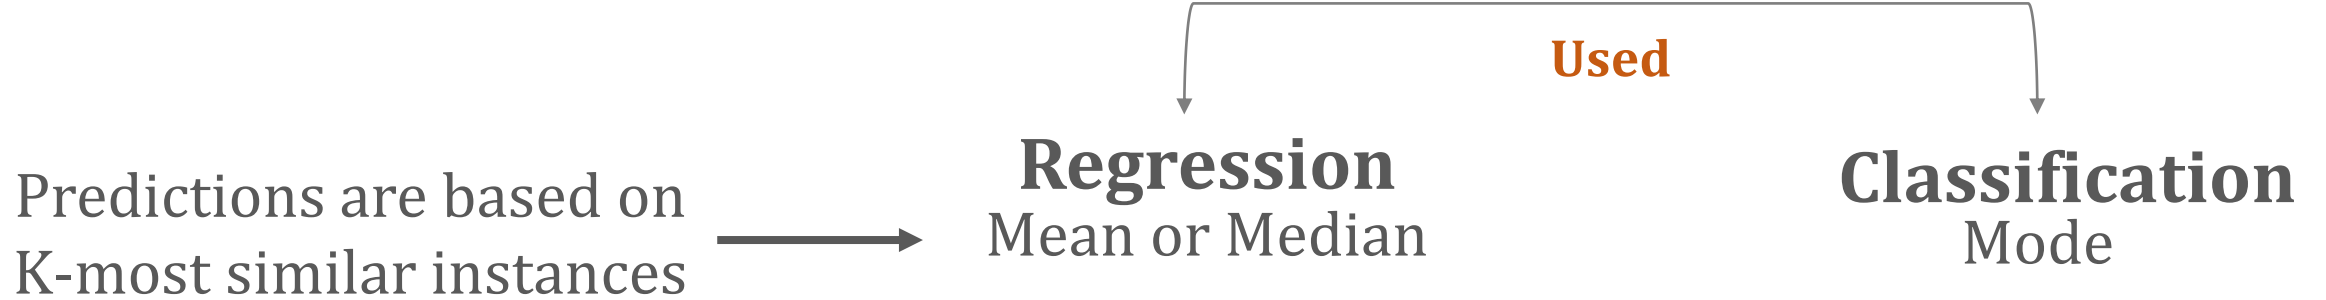 Used
Predictions are based on
K-most similar instances
Regression
Mean or Median
Classification
Mode